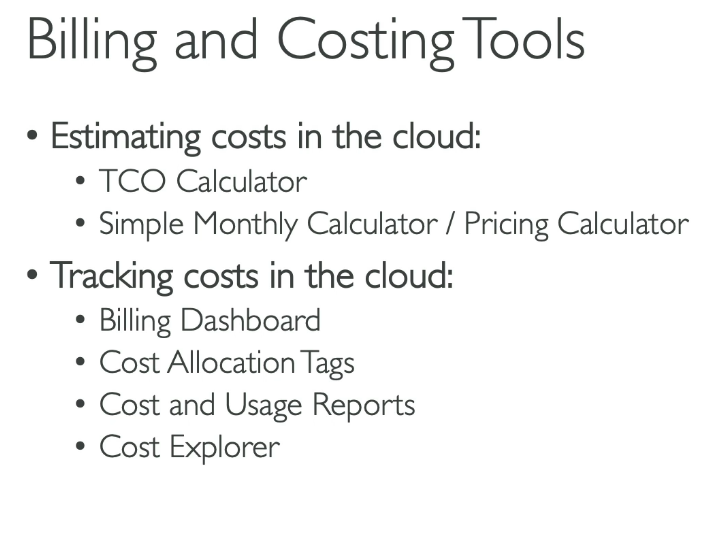 Billing and Costing Tools
• Estimating costs in the cloud:
• TCO Calculator
• Simple Monthly Calculator / Pricing Calculator
• Tracking costs in the cloud:
• Billing Dashboard
• Cost Allocation Tags
• Cost and Usage Reports
• Cost Explorer